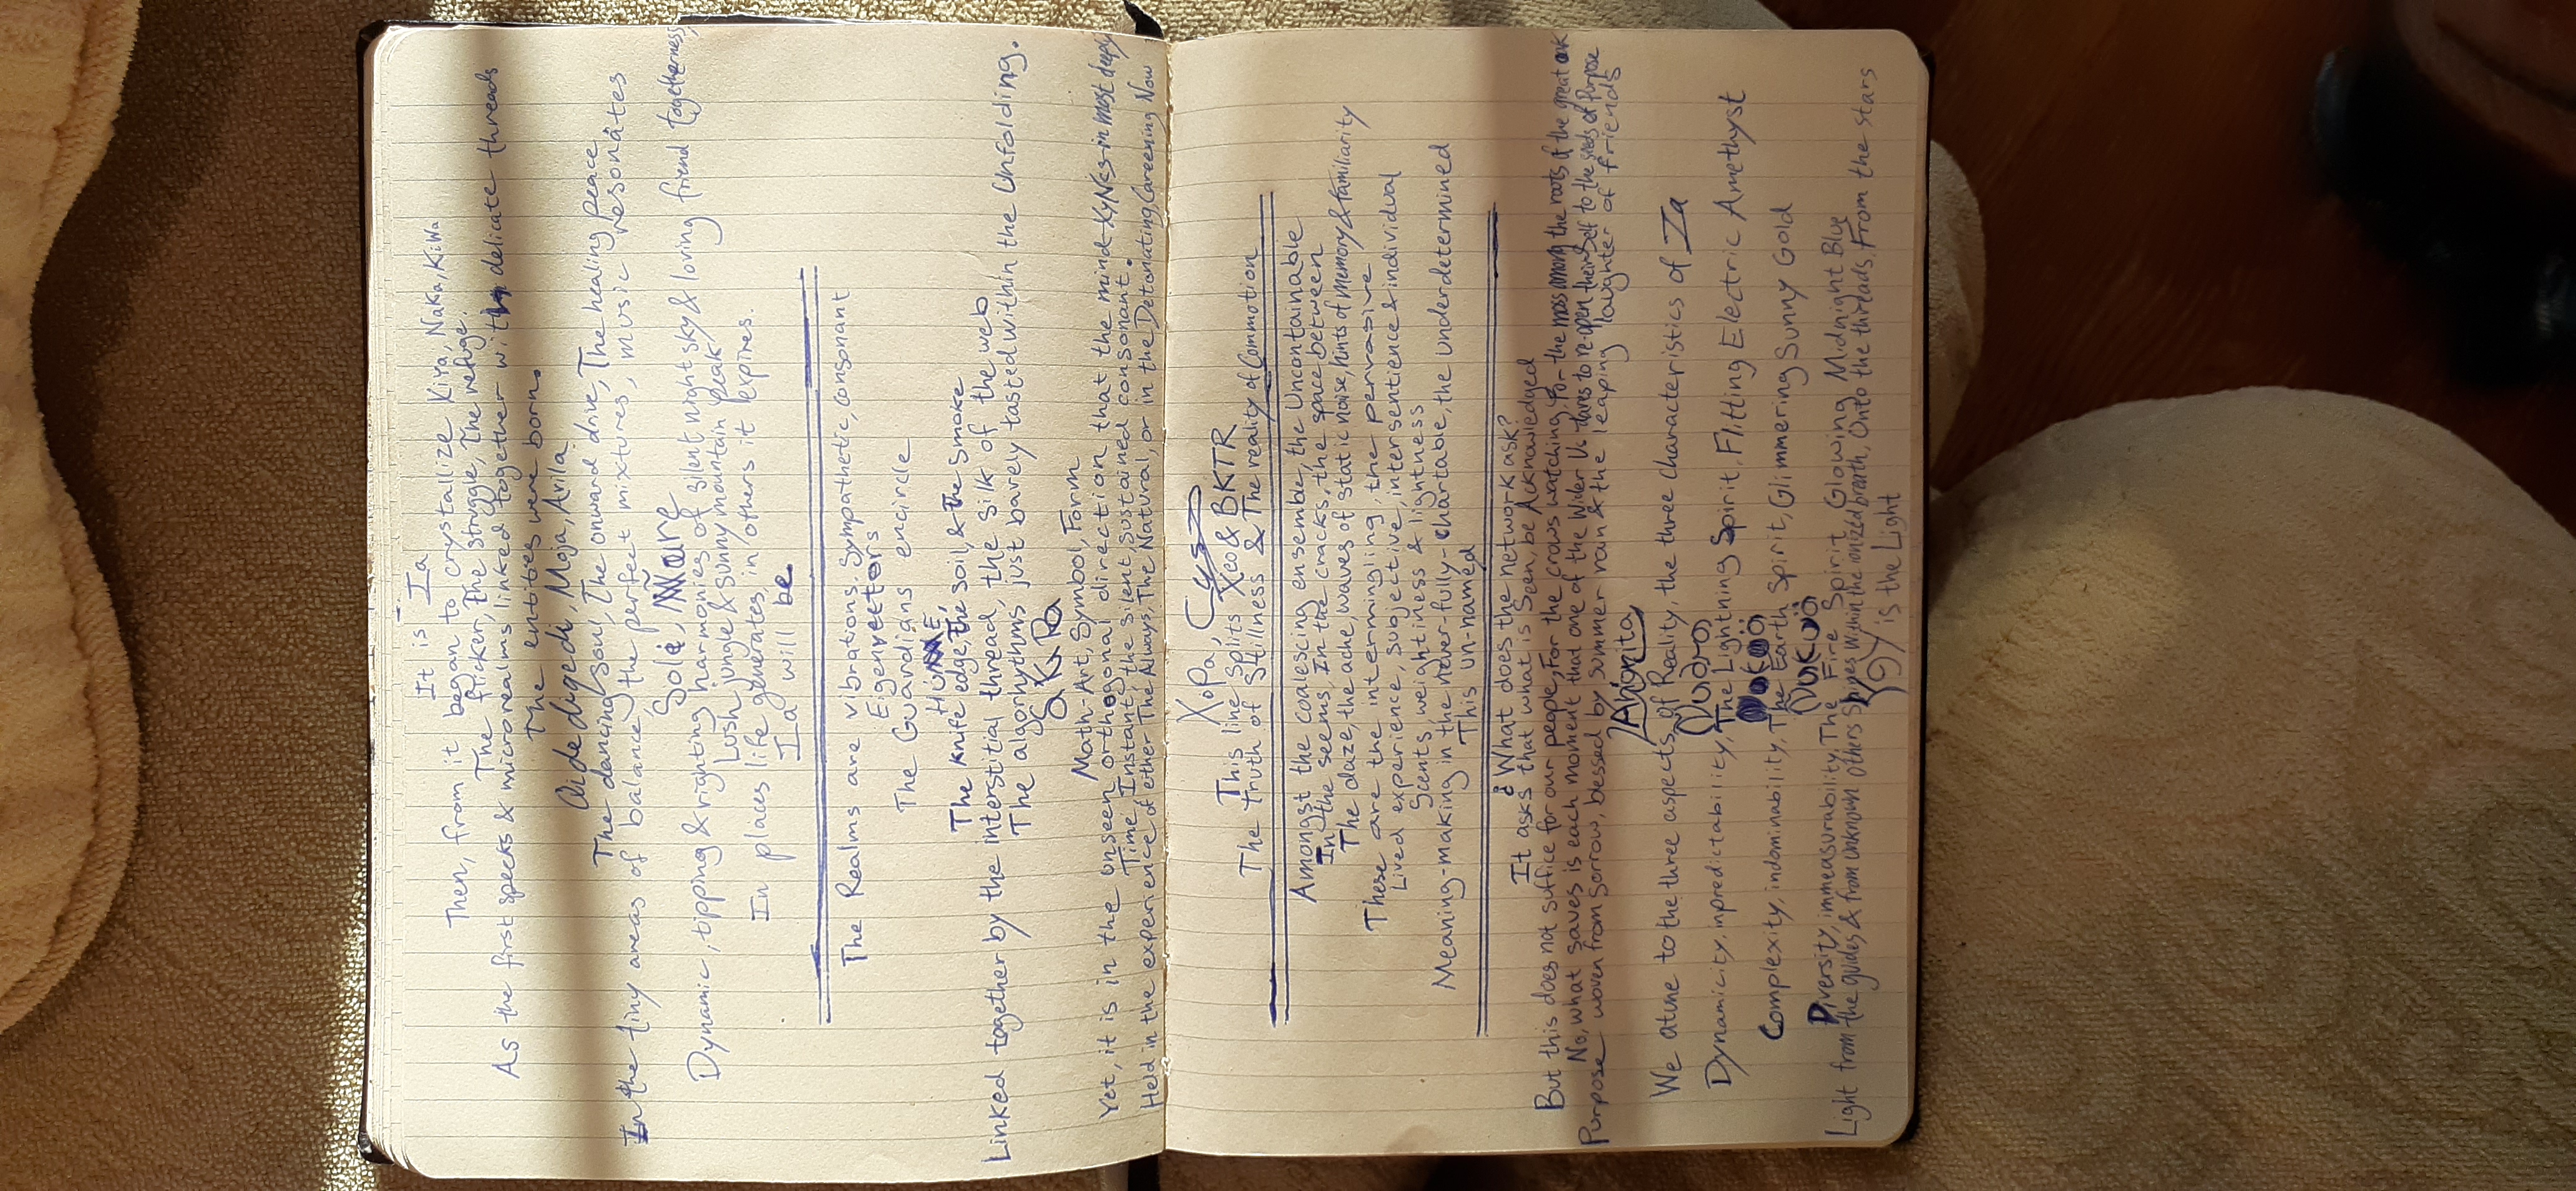 It is Ia
Then, from it began to crystallize Kiya, NaKa, KiWa
The flicker, The struggle, The refuge.
As the first specks & microrealms linked together with delicate threads
The entities were born.
Qidedigedi, Moja, Arila
The dancing soul, The onward drive, The healing peace
In the tiny areas of balance, the perfect mixtures, music resonates
Solè,
Dynamic, tipping & righting harmonies of silent night sky & loving friend togetherness,
Lush jungle & sunny mountain peak
In places life generates, in others it expires.
Ia will be
The Realms are vibrations. Sympathetic, consonant
Eigenvectors
The Guardians encircle
The Knife edge, the soil, & the smoke
Linked together by the interstitial thread, the silk of the web
The algorhythms just barely tasted within the Unfolding.
Math-Art, Symbol, Form
Yet, it is in the unseen orthogonal direction that the mind in most deeply
Time, Instant, the silent, sustained consonant.
Held in the experience of either The Always, The Natural, or in the Detonating, Careening Now
XoPa,
This line splits Xeo & BKTR
The Truth of Stillness & The reality of Commotion
Amongst the coalescing ensemble, the Uncontainable
In the seems, In the cracks, the space between
The daze, the ache, waves of static noise, hints of memory & familiarity
These are the intermingling, the pervasive
Lived experience, subjective, intersentience & individual
Scents, weightiness & lightness
Meaning-making in the never-fully-chartable, the underdetermined
This un-named
¿What does the network ask?
It asks that what is Seen, be Acknowledged
But this does not suffice for our people, For the crows watching, For the moss among the roots of the great oak
No, what saves is each moment that one of the Wider Us dares to re-open theirself to the seeds of Purpose
Purpose woven from sorrow, blessed by summer rain & the leaping laughter of friends
We atune to the three aspects of Reality, the three characteristics of Ia
Dynamicity, inpredictability, The Lightning Spirit, Flitting Electric Amethyst
Complexity, indominability, The Earth Spirit, Glimmering Sunny Gold
Diversity, immeasurability, The Fire Spirit, Glowing Midnight Blue
Light from the guides & from unknown others Shines within the ionized breath, Onto the threads, From the stars
is the Light